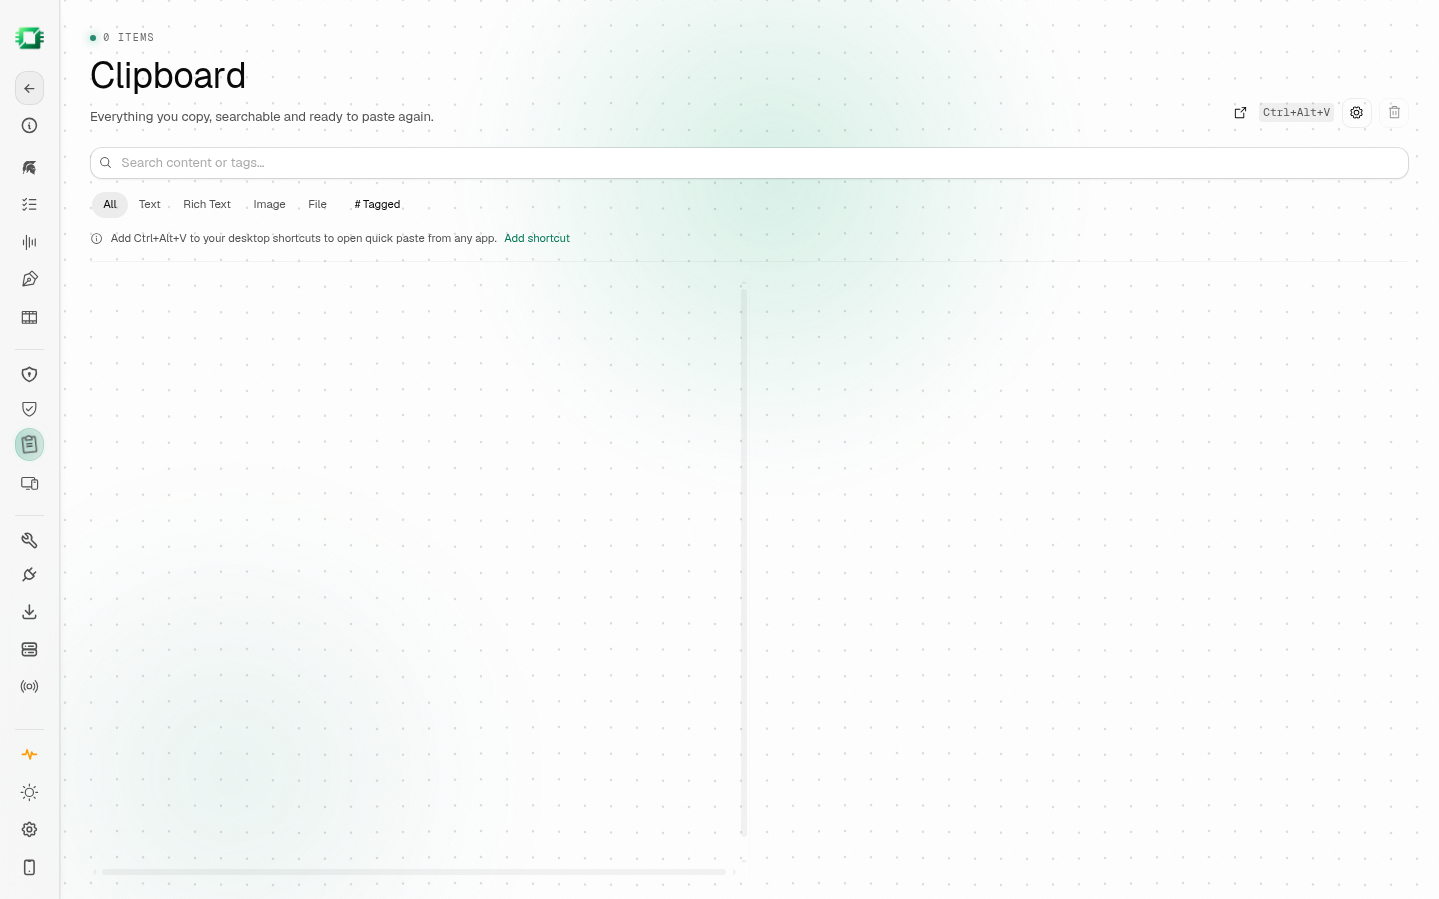 0 ITEMS
Clipboard
Everything you copy, searchable and ready to paste again.
Ctrl+Alt+V
Search content or tags...
All Text Rich Text Image File # Tagged
Add Ctrl+Alt+V to your desktop shortcuts to open quick paste from any app. Add shortcut